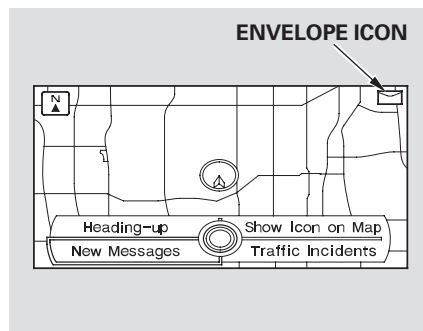 ENVELOPE ICON
N
Heading-up Show Icon on Map
New Messages Traffic Incidents